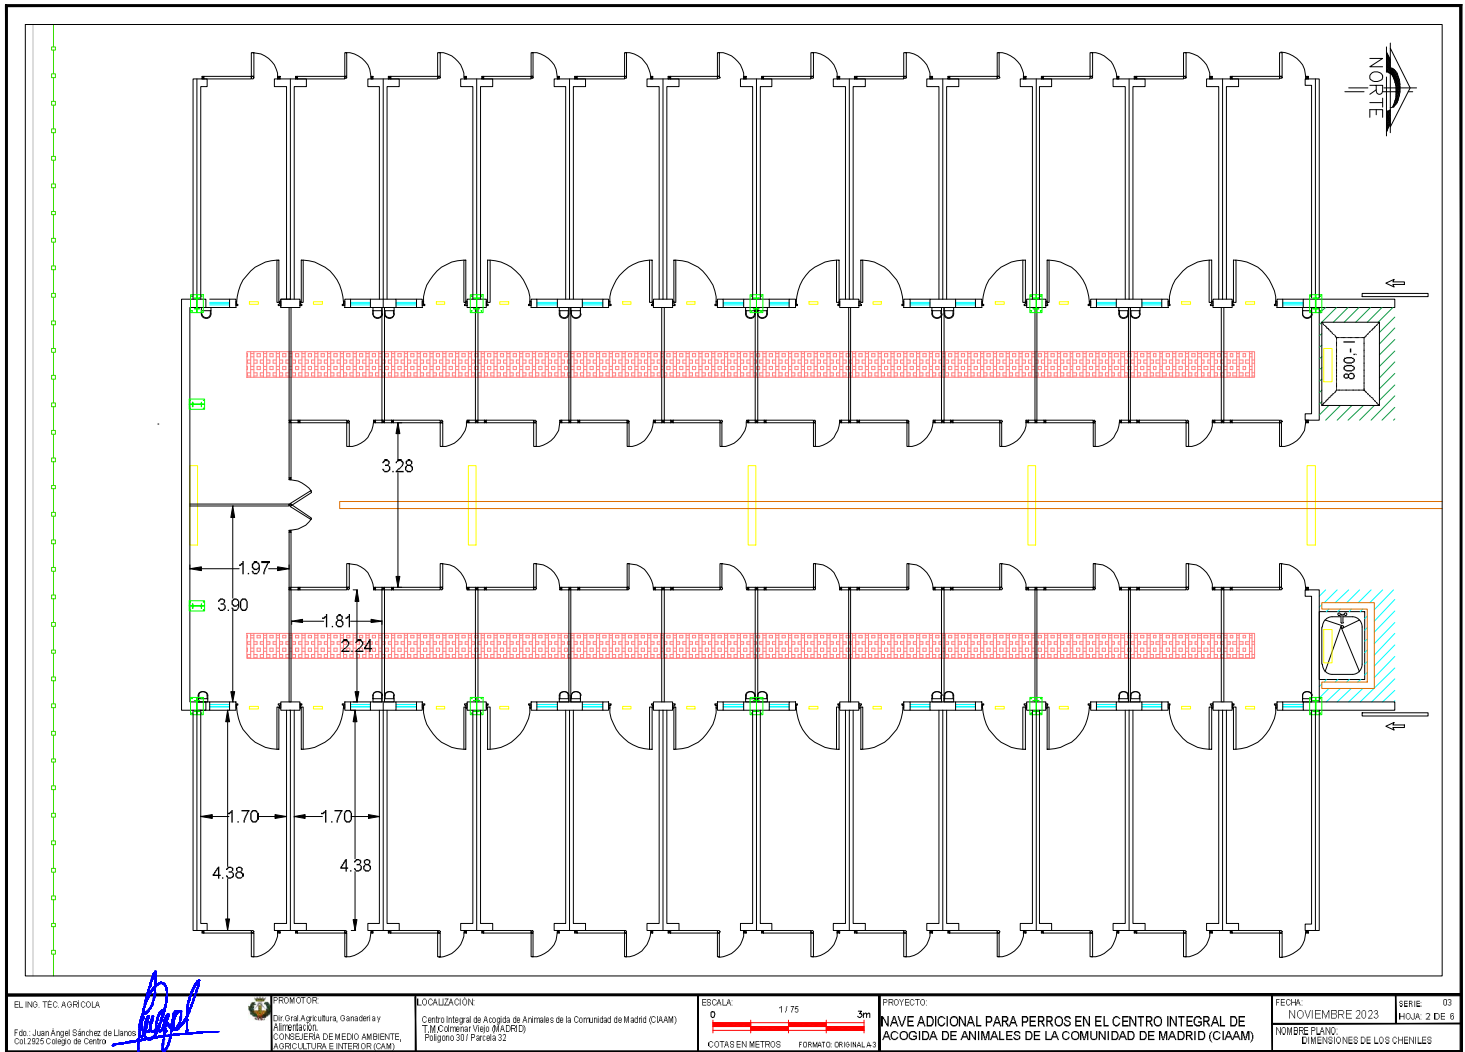 NORTE
800,- l
3.28
1.97
3.90
1.81
2.24
1.70
1.70
4.38
4.38
EL ING. TÉC. AGRÍCOLA
Fdo.: Juan Ángel Sánchez de Llanos
Col.2925 Colegio de Centro
PROMOTOR:
Dir.Gral.Agricultura, Ganadería y
Alimentación.
CONSEJERÍA DE MEDIO AMBIENTE,
AGRICULTURA E INTERIOR (CAM)
LOCALIZACIÓN:
Centro Integral de Acogida de Animales de la Comunidad de Madrid (CIAAM)
T.M.Colmenar Viejo (MADRID)
Polígono 30 / Parcela 32
ESCALA:
1 / 75
0 3m
COTAS EN METROS FORMATO: ORIGINAL A-3
PROYECTO:
NAVE ADICIONAL PARA PERROS EN EL CENTRO INTEGRAL DE
ACOGIDA DE ANIMALES DE LA COMUNIDAD DE MADRID (CIAAM)
FECHA:
NOVIEMBRE 2023
SERIE: 03
HOJA: 2 DE 6
NOMBRE PLANO:
DIMENSIONES DE LOS CHENILES